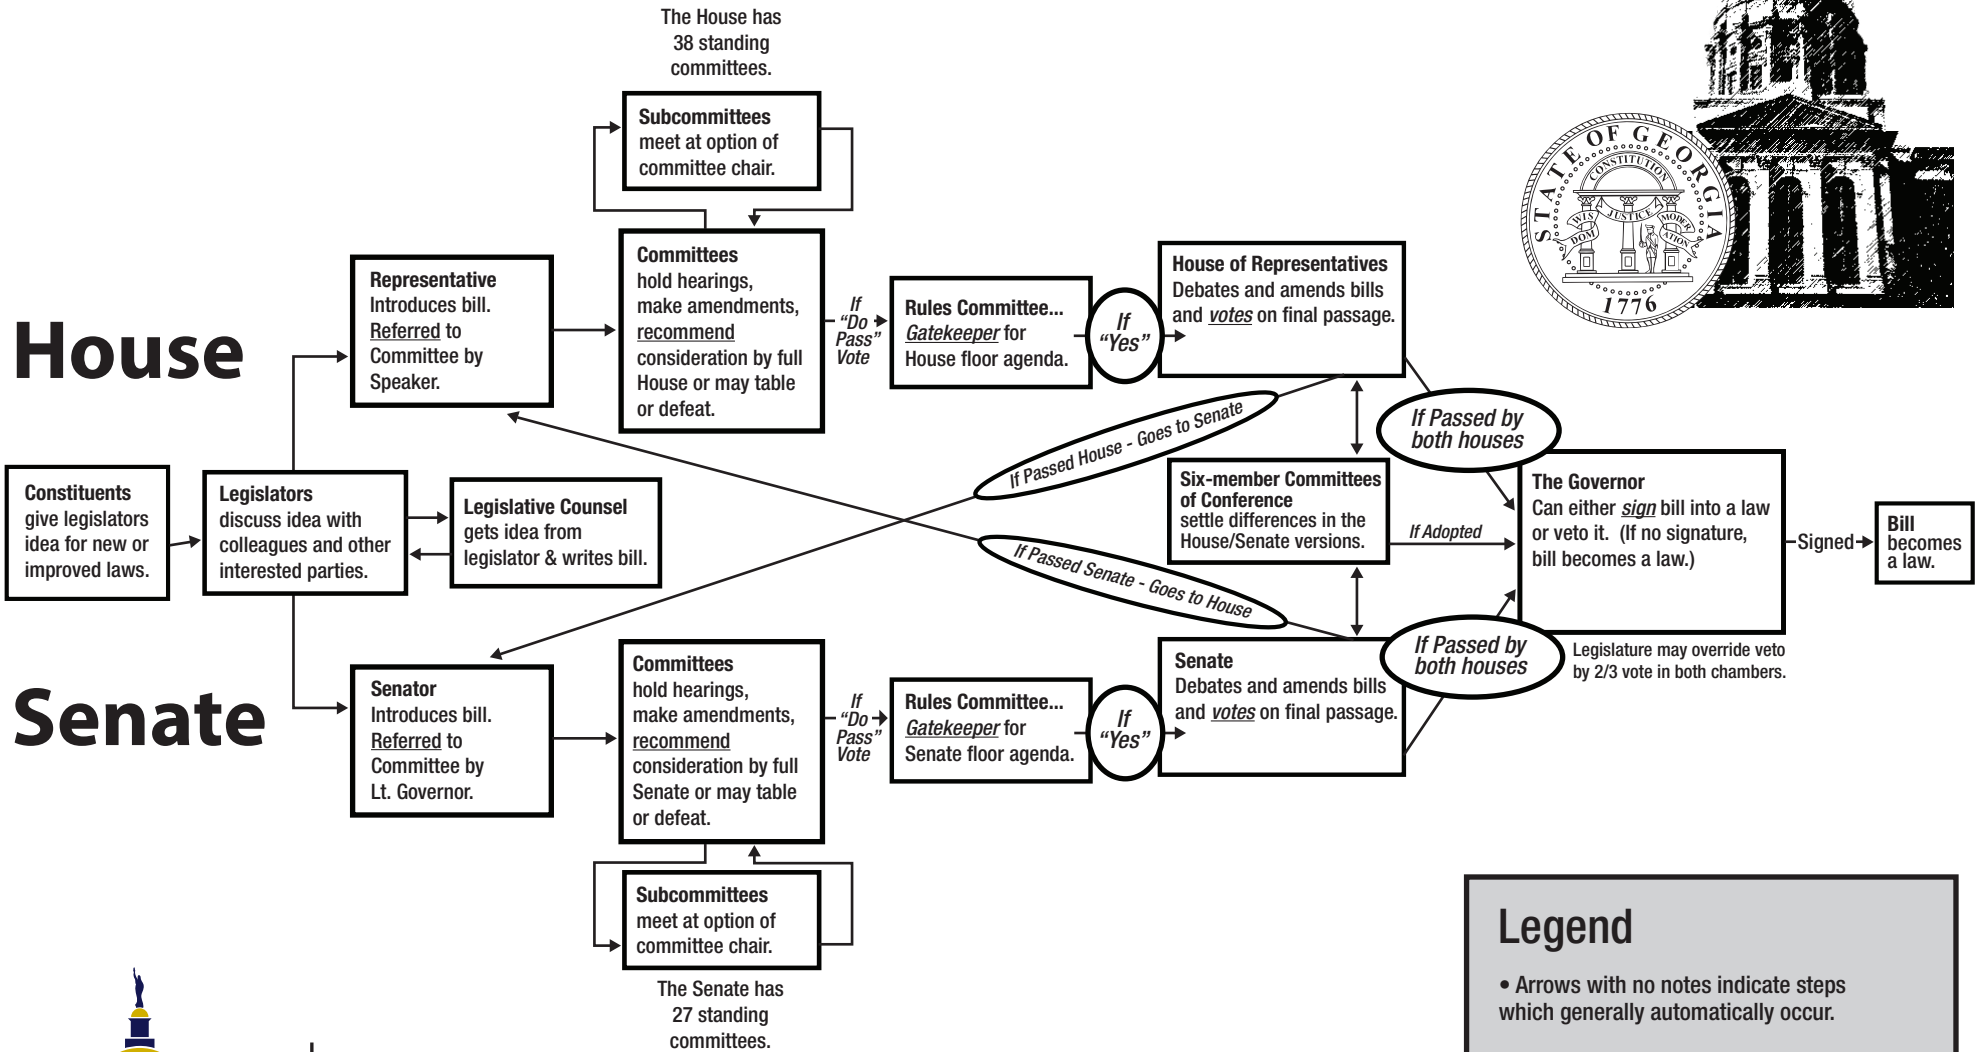 The House has
38 standing
committees.
Subcommittees
meet at option of
committee chair.
House
Representative
Introduces bill.
Referred to
Committee by
Speaker.
Committees
hold hearings,
make amendments,
recommend
consideration by full
House or may table
or defeat.
If
“Do
Pass”
Vote
Rules Committee...
Gatekeeper for
House floor agenda.
If
“Yes”
House of Representatives
Debates and amends bills
and votes on final passage.
STATE OF GEORGIA
CONSTITUTION
WIS
DOM
JUSTICE
MODER
ATION
1776
If Passed House - Goes to Senate
If Passed by
both houses
Constituents
give legislators
idea for new or
improved laws.
Legislators
discuss idea with
colleagues and other
interested parties.
Legislative Counsel
gets idea from
legislator & writes bill.
Six-member Committees
of Conference
settle differences in the
House/Senate versions.
If Adopted
The Governor
Can either sign bill into a law
or veto it. (If no signature,
bill becomes a law.)
Signed
Bill
becomes
a law.
If Passed Senate - Goes to House
If Passed by
both houses
Legislature may override veto
by 2/3 vote in both chambers.
Senate
Senator
Introduces bill.
Referred to
Committee by
Lt. Governor.
Committees
hold hearings,
make amendments,
recommend
consideration by full
Senate or may table
or defeat.
If
“Do
Pass”
Vote
Rules Committee...
Gatekeeper for
Senate floor agenda.
If
“Yes”
Senate
Debates and amends bills
and votes on final passage.
Subcommittees
meet at option of
committee chair.
The Senate has
27 standing
committees.
Legend
• Arrows with no notes indicate steps
which generally automatically occur.